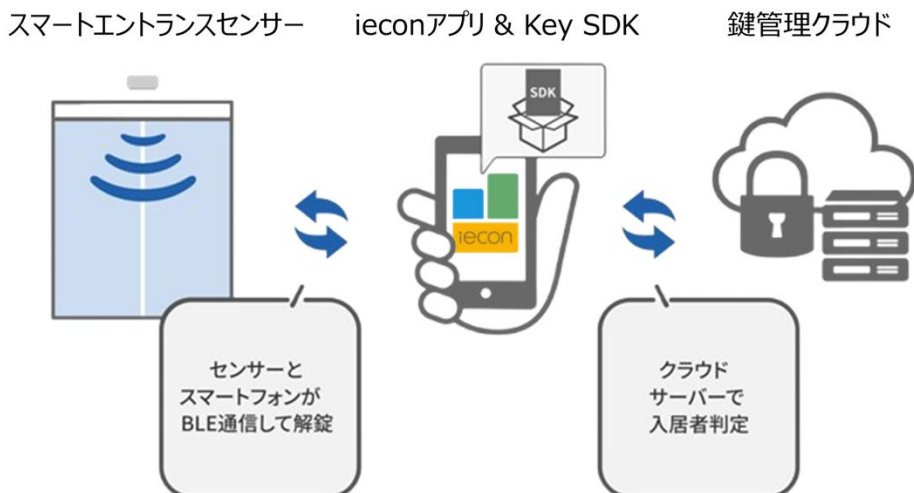 スマートエントランスセンサー
ieconアプリ & Key SDK
鍵管理クラウド
SDK
iecon
センサーと
スマートフォンが
BLE通信して解錠
クラウド
サーバーで
入居者判定